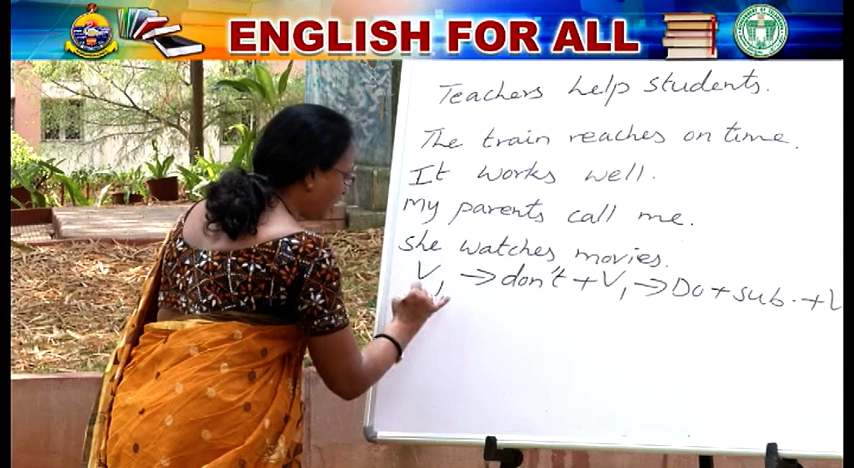 ENGLISH FOR ALL
Teachers help students.
The train reaches on time.
It works well.
My parents call me.
She watches movies.
V1 → don't + V1 → Do + sub. + V